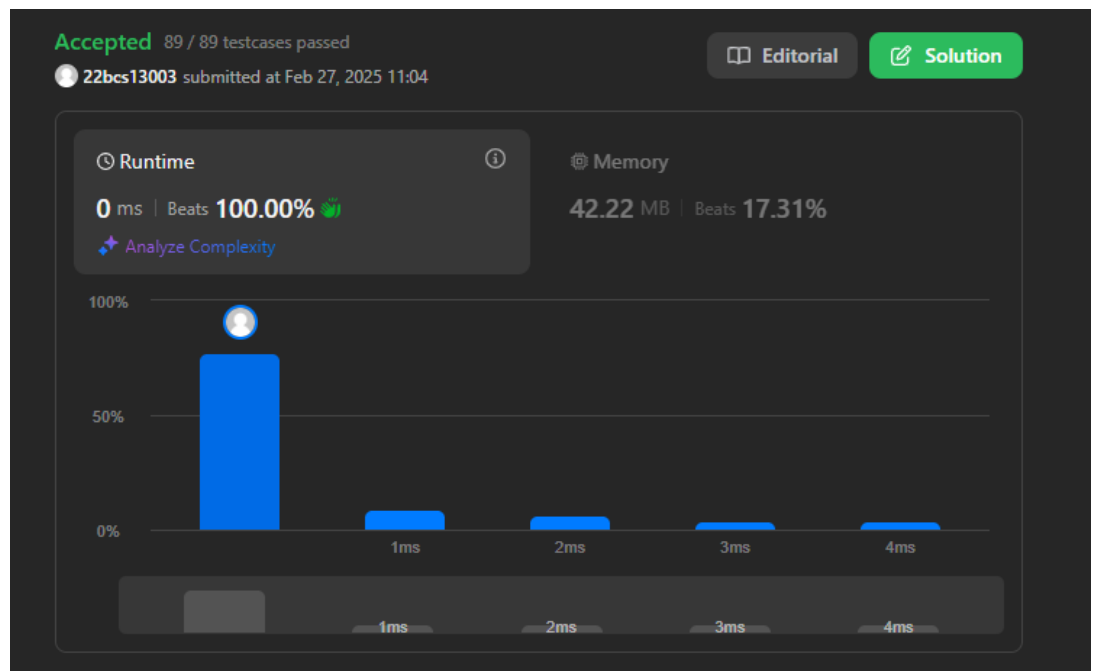 Accepted 89 / 89 testcases passed
22bcs13003 submitted at Feb 27, 2025 11:04
Editorial
Solution
Runtime
0 ms | Beats 100.00%
Analyze Complexity
Memory
42.22 MB | Beats 17.31%
100%
50%
0%
1ms 2ms 3ms 4ms
1ms 2ms 3ms 4ms